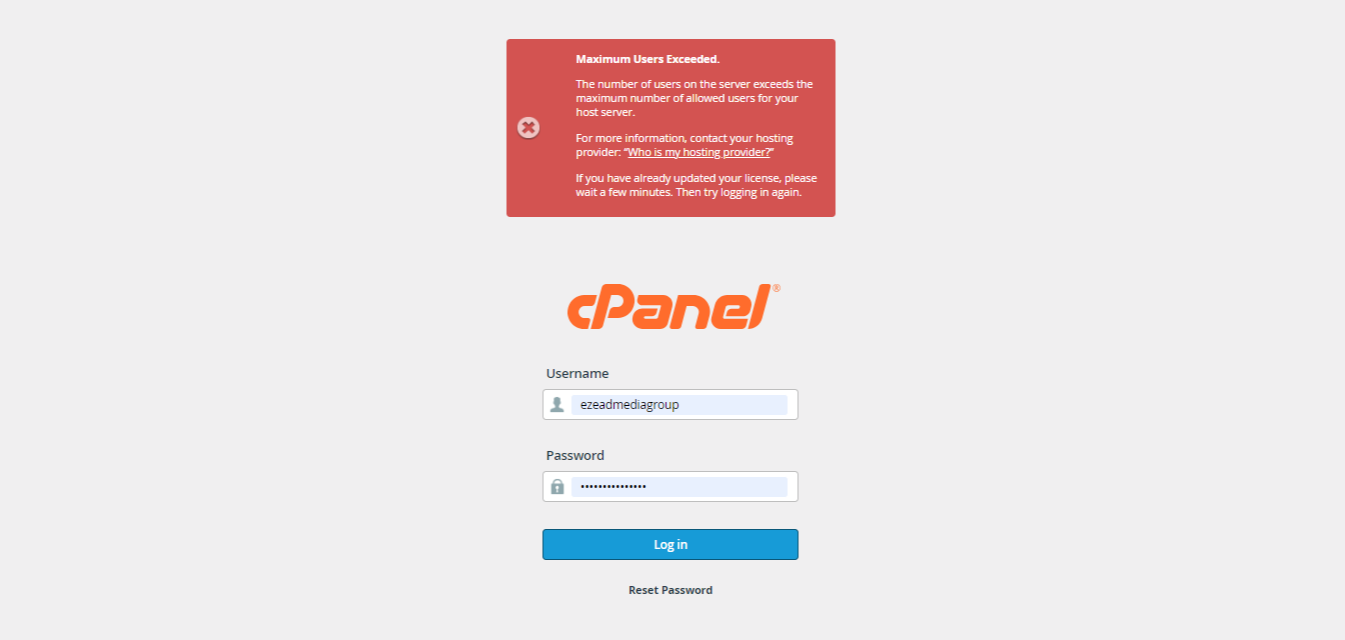 Maximum Users Exceeded.
The number of users on the server exceeds the
maximum number of allowed users for your
host server.
For more information, contact your hosting
provider: “Who is my hosting provider?”
If you have already updated your license, please
wait a few minutes. Then try logging in again.
cPanel®
Username
ezeadmediagroup
Password
•••••••••••••••
Log in
Reset Password